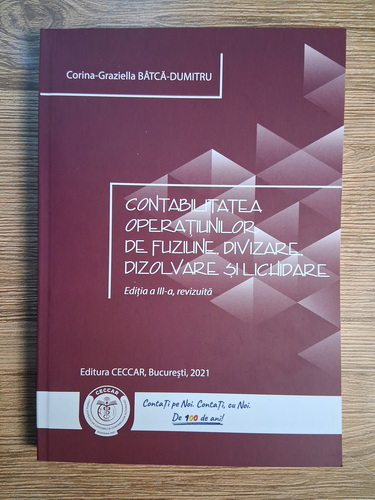 Corina-Graziella BÂTCĂ-DUMITRU
CONTABILITATEA
OPERAȚIUNILOR
DE FUZIUNE, DIVIZARE,
DIZOLVARE ȘI LICHIDARE
Ediția a III-a, revizuită
Editura CECCAR, București, 2021
CECCAR
ContaȚi pe Noi. ContaȚi, cu Noi.
De 100 de ani!